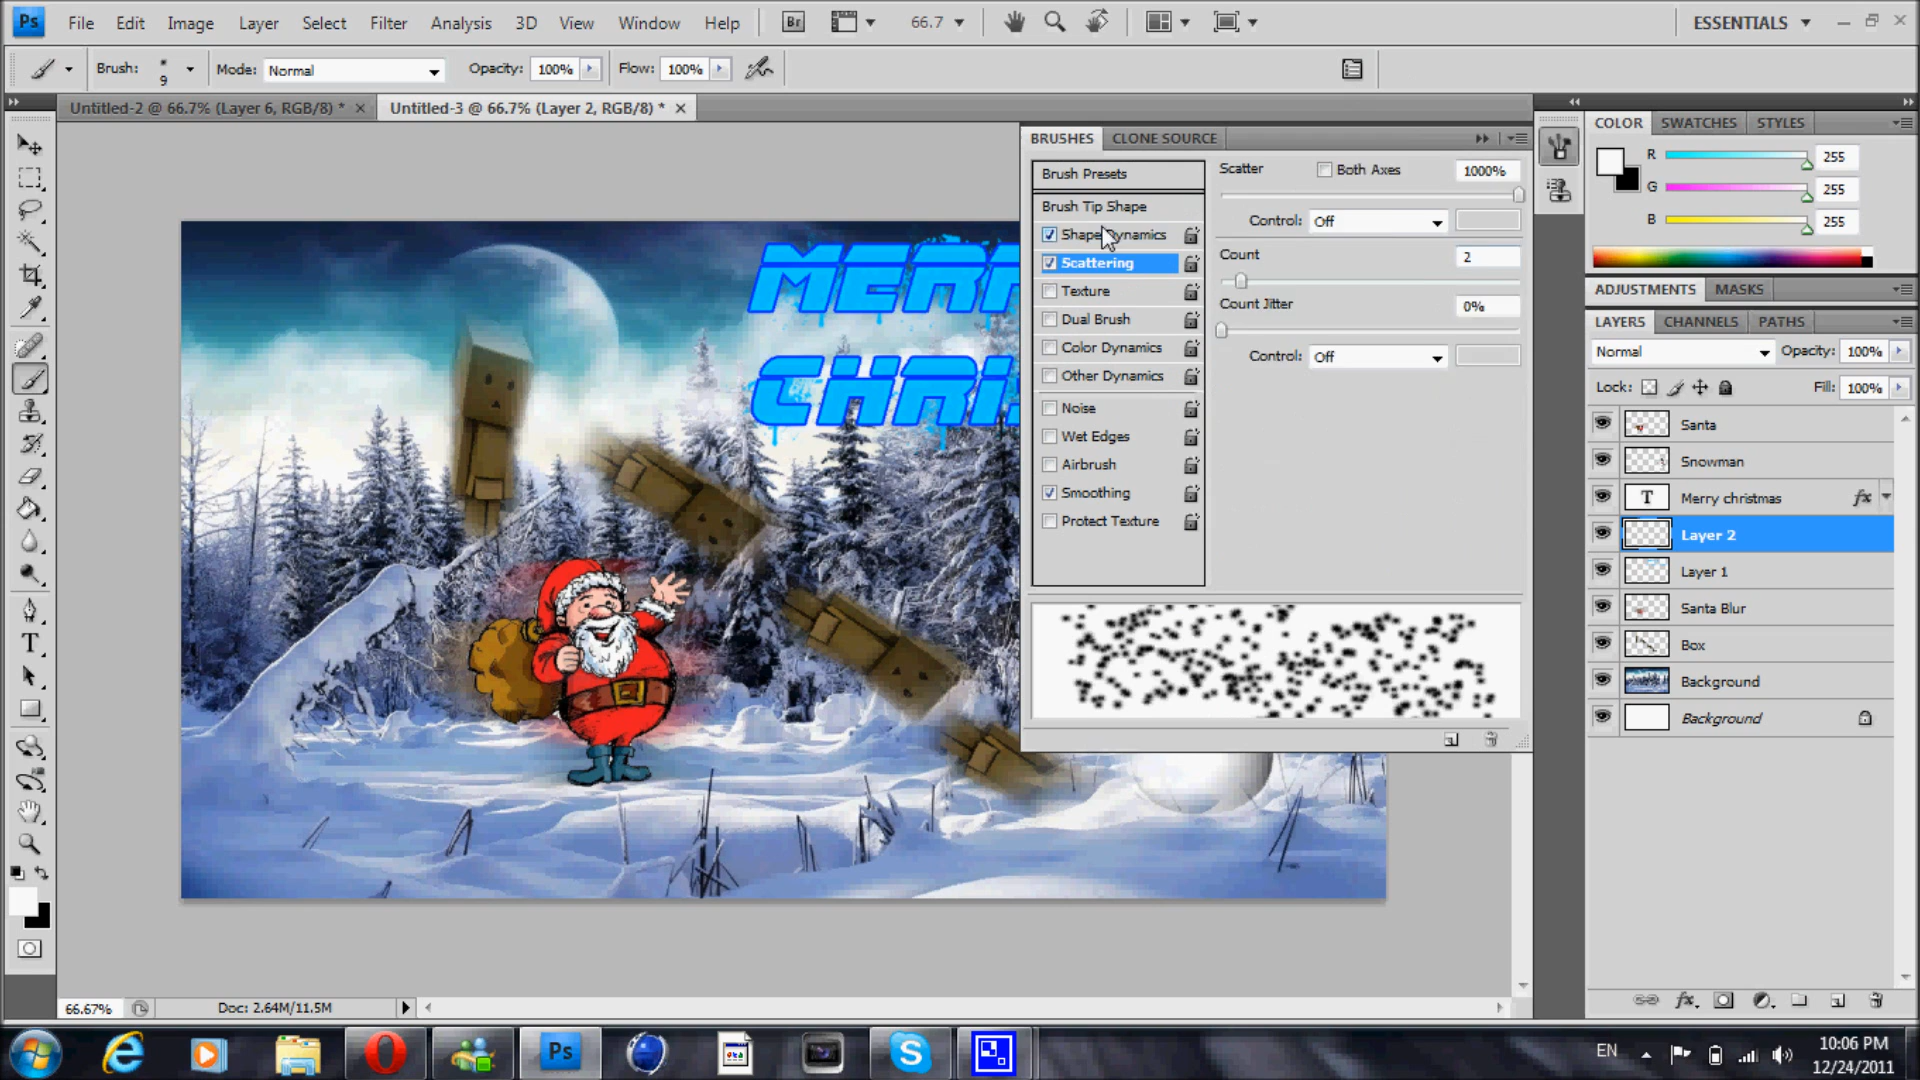 Ps File Edit Image Layer Select Filter Analysis 3D View Window Help Br 66.7 ESSENTIALS
Brush: 9 Mode: Normal Opacity: 100% Flow: 100%
Untitled-2 @ 66.7% (Layer 6, RGB/8) * Untitled-3 @ 66.7% (Layer 2, RGB/8) *
BRUSHES CLONE SOURCE
Brush Presets
Brush Tip Shape
Shape Dynamics
Scattering
Texture
Dual Brush
Color Dynamics
Other Dynamics
Noise
Wet Edges
Airbrush
Smoothing
Protect Texture
Scatter Both Axes 1000%
Control: Off
Count 2
Count Jitter 0%
Control: Off
COLOR SWATCHES STYLES
R 255
G 255
B 255
ADJUSTMENTS MASKS
LAYERS CHANNELS PATHS
Normal Opacity: 100%
Lock: Fill: 100%
Santa
Snowman
T Merry christmas fx
Layer 2
Layer 1
Santa Blur
Box
Background
Background
fx
MERR
CHRI
T
66.67% Doc: 2.64M/11.5M
Ps
EN
10:06 PM
12/24/2011